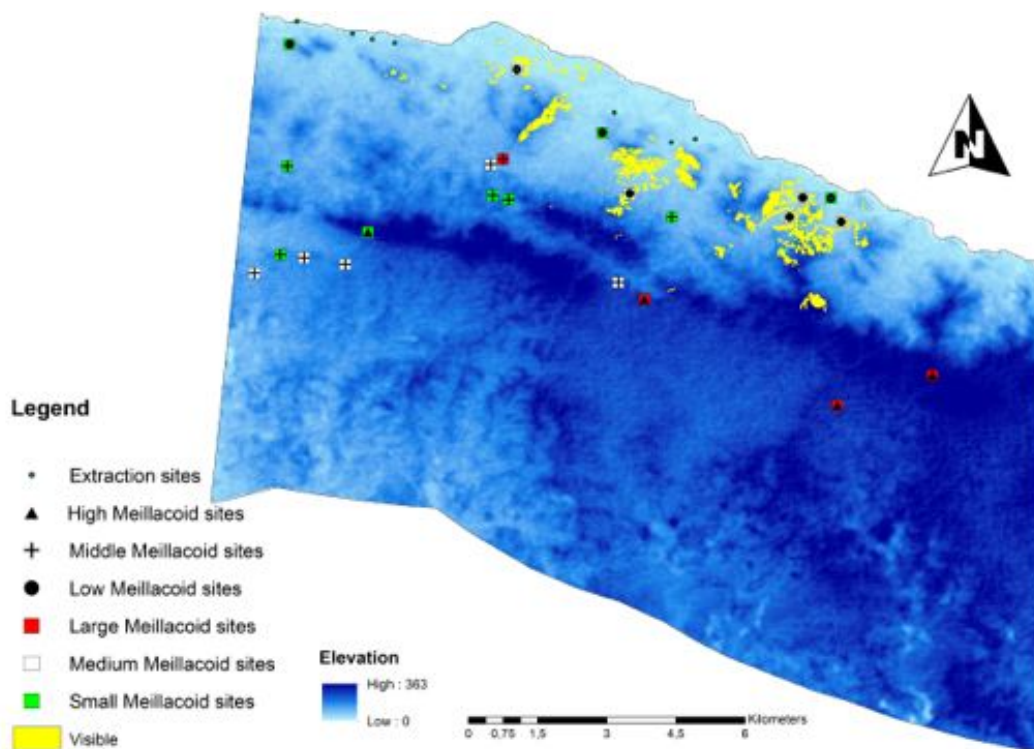 N
Legend
Extraction sites
High Meillacoid sites
Middle Meillacoid sites
Low Meillacoid sites
Large Meillacoid sites
Medium Meillacoid sites
Small Meillacoid sites
Visible
Elevation
High : 363
Low : 0
Kilometers
0 0,75 1,5 3 4,5 6